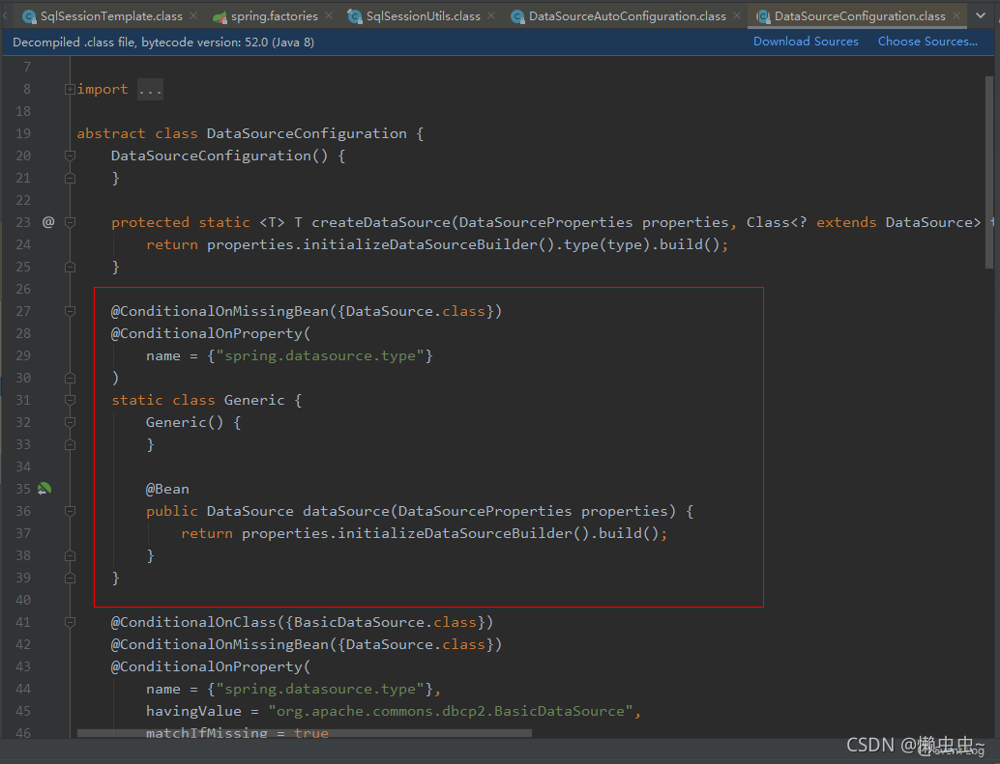 SqlSessionTemplate.class spring.factories SqlSessionUtils.class DataSourceAutoConfiguration.class DataSourceConfiguration.class
Decompiled .class file, bytecode version: 52.0 (Java 8) Download Sources Choose Sources...
7
8 import ...
18
19 abstract class DataSourceConfiguration {
20 DataSourceConfiguration() {
21 }
22
23 @ protected static <T> T createDataSource(DataSourceProperties properties, Class<? extends DataSource>
24 return properties.initializeDataSourceBuilder().type(type).build();
25 }
26
27 @ConditionalOnMissingBean({DataSource.class})
28 @ConditionalOnProperty(
29 name = {"spring.datasource.type"}
30 )
31 static class Generic {
32 Generic() {
33 }
34
35 @Bean
36 public DataSource dataSource(DataSourceProperties properties) {
37 return properties.initializeDataSourceBuilder().build();
38 }
39 }
40
41 @ConditionalOnClass({BasicDataSource.class})
42 @ConditionalOnMissingBean({DataSource.class})
43 @ConditionalOnProperty(
44 name = {"spring.datasource.type"},
45 havingValue = "org.apache.commons.dbcp2.BasicDataSource",
46 matchIfMissing = true
CSDN @懒虫虫~
Event Log